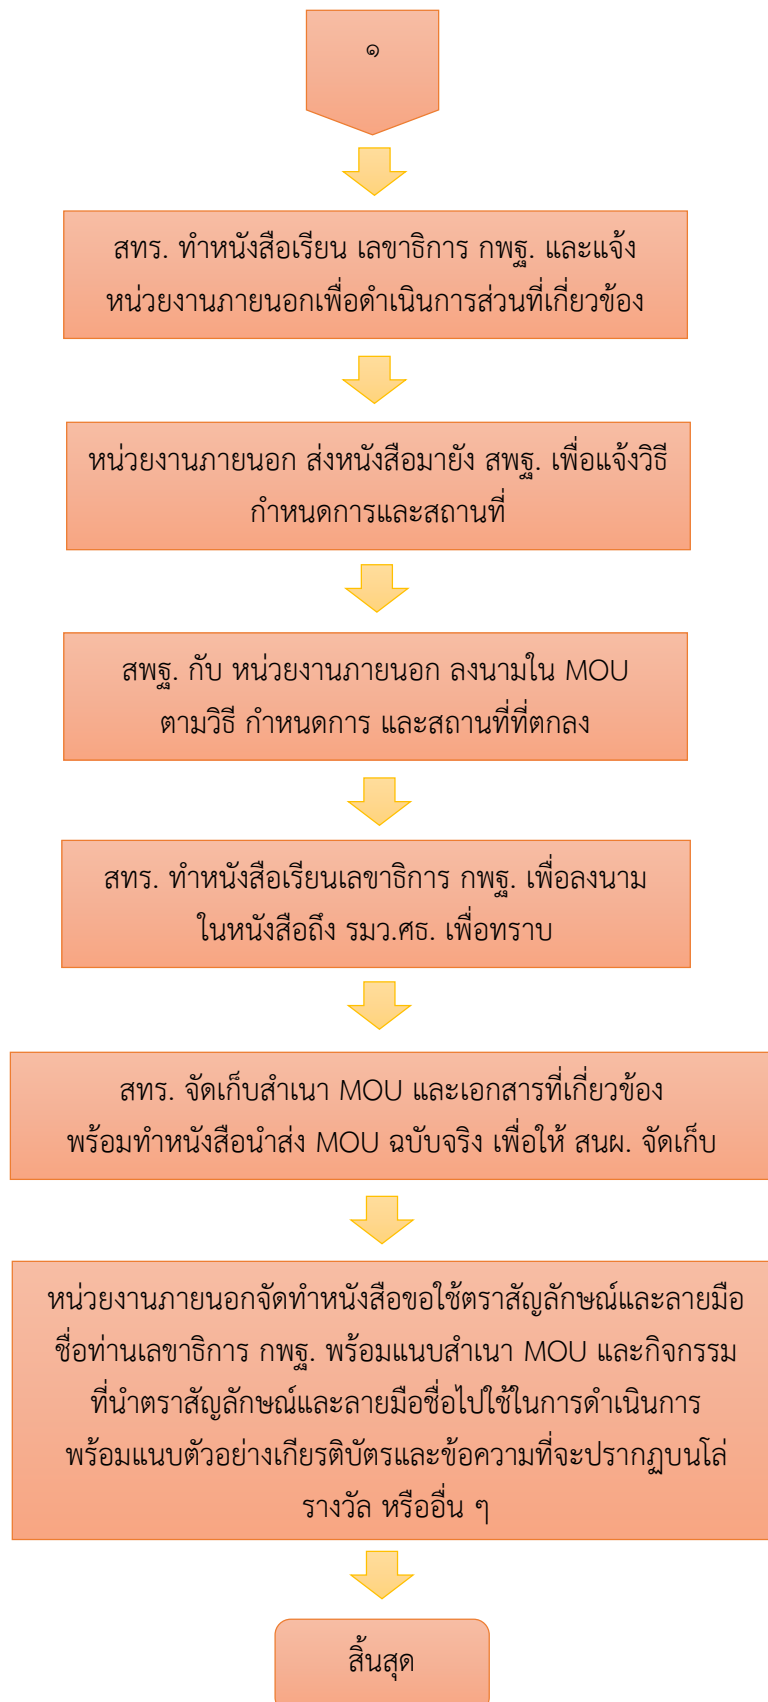 ๑
สทร. ทำหนังสือเรียน เลขาธิการ กพฐ. และแจ้ง
หน่วยงานภายนอกเพื่อดำเนินการส่วนที่เกี่ยวข้อง
หน่วยงานภายนอก ส่งหนังสือมายัง สพฐ. เพื่อแจ้งวิธี
กำหนดการและสถานที่
สพฐ. กับ หน่วยงานภายนอก ลงนามใน MOU
ตามวิธี กำหนดการ และสถานที่ที่ตกลง
สทร. ทำหนังสือเรียนเลขาธิการ กพฐ. เพื่อลงนาม
ในหนังสือถึง รมว.ศธ. เพื่อทราบ
สทร. จัดเก็บสำเนา MOU และเอกสารที่เกี่ยวข้อง
พร้อมทำหนังสือนำส่ง MOU ฉบับจริง เพื่อให้ สนผ. จัดเก็บ
หน่วยงานภายนอกจัดทำหนังสือขอใช้ตราสัญลักษณ์และลายมือ
ชื่อท่านเลขาธิการ กพฐ. พร้อมแนบสำเนา MOU และกิจกรรม
ที่นำตราสัญลักษณ์และลายมือชื่อไปใช้ในการดำเนินการ
พร้อมแนบตัวอย่างเกียรติบัตรและข้อความที่จะปรากฏบนโล่
รางวัล หรืออื่น ๆ
สิ้นสุด